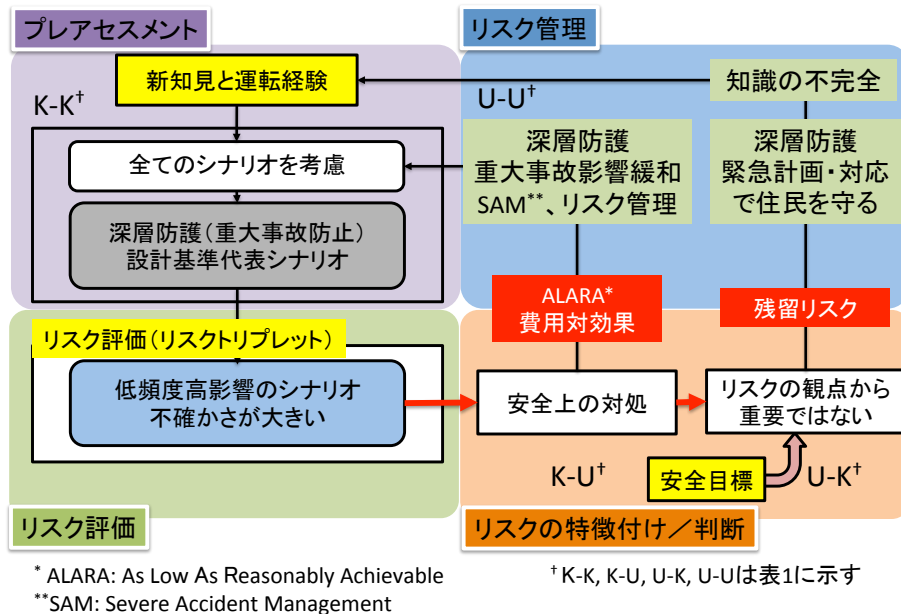 プレアセスメント
リスク管理
新知見と運転経験
知識の不完全
K-K†
U-U†
全てのシナリオを考慮
深層防護(重大事故防止)
設計基準代表シナリオ
深層防護
重大事故影響緩和
SAM**、リスク管理
深層防護
緊急計画・対応
で住民を守る
ALARA*
費用対効果
残留リスク
リスク評価(リスクトリプレット)
低頻度高影響のシナリオ
不確かさが大きい
安全上の対処
リスクの観点から
重要ではない
K-U†
安全目標
U-K†
リスク評価
リスクの特徴付け/判断
* ALARA: As Low As Reasonably Achievable
**SAM: Severe Accident Management
†K-K, K-U, U-K, U-Uは表1に示す